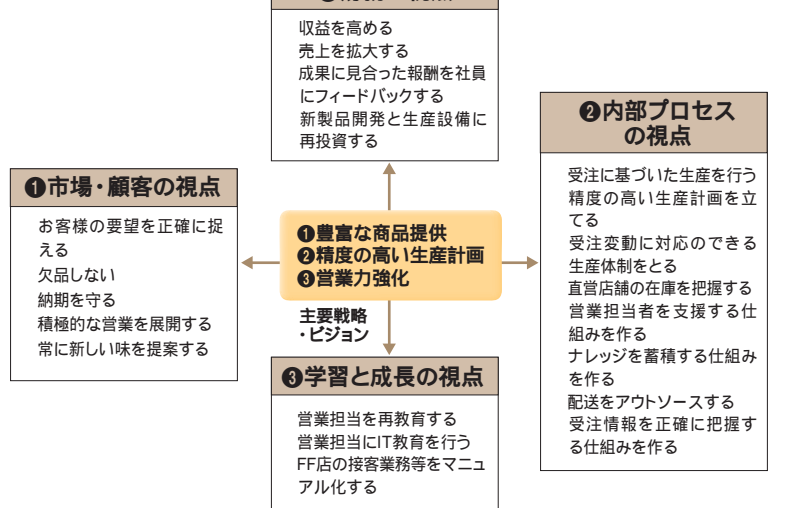 収益を高める
売上を拡大する
成果に見合った報酬を社員
にフィードバックする
新製品開発と生産設備に
再投資する
❶市場・顧客の視点
お客様の要望を正確に捉
える
欠品しない
納期を守る
積極的な営業を展開する
常に新しい味を提案する
❶豊富な商品提供
❷精度の高い生産計画
❸営業力強化
主要戦略
・ビジョン
❷内部プロセス
の視点
受注に基づいた生産を行う
精度の高い生産計画を立
てる
受注変動に対応のできる
生産体制をとる
直営店舗の在庫を把握する
営業担当者を支援する仕
組みを作る
ナレッジを蓄積する仕組み
を作る
配送をアウトソースする
受注情報を正確に把握す
る仕組みを作る
❸学習と成長の視点
営業担当を再教育する
営業担当にIT教育を行う
FF店の接客業務等をマニュ
アル化する